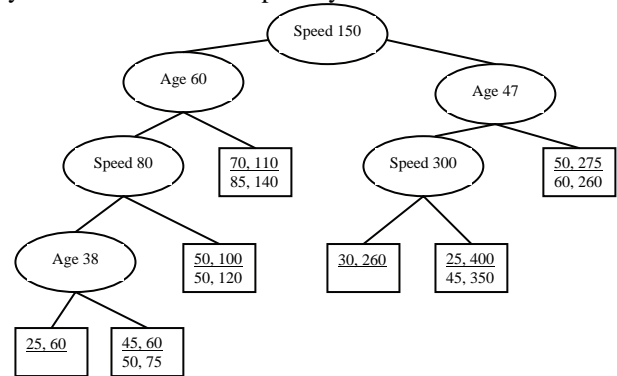 Speed 150
Age 60
Age 47
Speed 80
70, 110
85, 140
Speed 300
50, 275
60, 260
Age 38
50, 100
50, 120
30, 260
25, 400
45, 350
25, 60
45, 60
50, 75